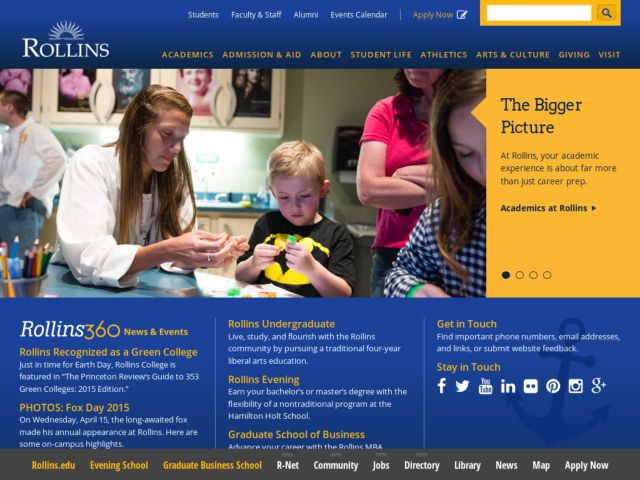 Students Faculty & Staff Alumni Events Calendar Apply Now
ROLLINS
ACADEMICS ADMISSION & AID ABOUT STUDENT LIFE ATHLETICS ARTS & CULTURE GIVING VISIT
The Bigger
Picture
At Rollins, your academic
experience is about far more
than just career prep.
Academics at Rollins
Rollins360 News & Events
Rollins Recognized as a Green College
Just in time for Earth Day, Rollins College is
featured in “The Princeton Review’s Guide to 353
Green Colleges: 2015 Edition.”
PHOTOS: Fox Day 2015
On Wednesday, April 15, the long-awaited fox
made his annual appearance at Rollins. Here are
some on-campus highlights.
Rollins Undergraduate
Live, study, and flourish with the Rollins
community by pursuing a traditional four-year
liberal arts education.
Rollins Evening
Earn your bachelor’s or master’s degree with the
flexibility of a nontraditional program at the
Hamilton Holt School.
Graduate School of Business
Advance your career with the Rollins MBA
Get in Touch
Find important phone numbers, email addresses,
and links, or submit website feedback.
Stay in Touch
You Tube in g+
Rollins.edu Evening School Graduate Business School R-Net Community Jobs Directory Library News Map Apply Now